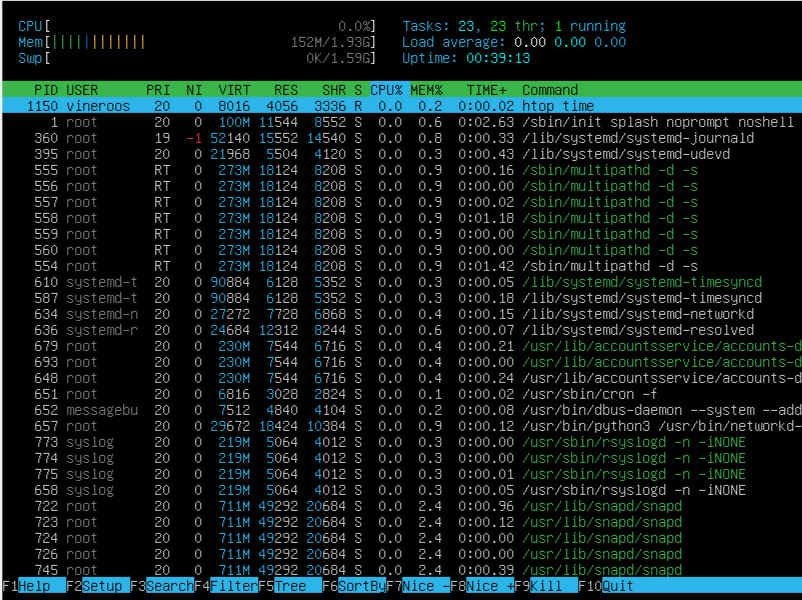 CPU[ 0.0%] Tasks: 23, 23 thr; 1 running
Mem[||||||||||||| 152M/1.93G] Load average: 0.00 0.00 0.00
Swp[ 0K/1.59G] Uptime: 00:39:13
PID USER PRI NI VIRT RES SHR S CPU% MEM% TIME+ Command
1150 vineroos 20 0 8016 4056 3336 R 0.0 0.2 0:00.02 htop time
1 root 20 0 100M 11544 8552 S 0.0 0.6 0:02.63 /sbin/init splash noprompt noshell
360 root 19 -1 52140 15552 14540 S 0.0 0.8 0:00.33 /lib/systemd/systemd-journald
395 root 20 0 21968 5504 4120 S 0.0 0.3 0:00.43 /lib/systemd/systemd-udevd
555 root RT 0 273M 18124 8208 S 0.0 0.9 0:00.16 /sbin/multipathd -d -s
556 root RT 0 273M 18124 8208 S 0.0 0.9 0:00.00 /sbin/multipathd -d -s
557 root RT 0 273M 18124 8208 S 0.0 0.9 0:00.02 /sbin/multipathd -d -s
558 root RT 0 273M 18124 8208 S 0.0 0.9 0:01.18 /sbin/multipathd -d -s
559 root RT 0 273M 18124 8208 S 0.0 0.9 0:00.00 /sbin/multipathd -d -s
560 root RT 0 273M 18124 8208 S 0.0 0.9 0:00.00 /sbin/multipathd -d -s
554 root RT 0 273M 18124 8208 S 0.0 0.9 0:01.42 /sbin/multipathd -d -s
610 systemd-t 20 0 90884 6128 5352 S 0.0 0.3 0:00.05 /lib/systemd/systemd-timesyncd
587 systemd-t 20 0 90884 6128 5352 S 0.0 0.3 0:00.18 /lib/systemd/systemd-timesyncd
634 systemd-n 20 0 27272 7728 6868 S 0.0 0.4 0:00.15 /lib/systemd/systemd-networkd
636 systemd-r 20 0 24684 12312 8244 S 0.0 0.6 0:00.07 /lib/systemd/systemd-resolved
679 root 20 0 230M 7544 6716 S 0.0 0.4 0:00.21 /usr/lib/accountsservice/accounts-d
693 root 20 0 230M 7544 6716 S 0.0 0.4 0:00.00 /usr/lib/accountsservice/accounts-d
648 root 20 0 230M 7544 6716 S 0.0 0.4 0:00.24 /usr/lib/accountsservice/accounts-d
651 root 20 0 6816 3028 2824 S 0.0 0.1 0:00.02 /usr/sbin/cron -f
652 messagebu 20 0 7512 4840 4104 S 0.0 0.2 0:00.08 /usr/bin/dbus-daemon --system --add
657 root 20 0 29672 18424 10384 S 0.0 0.9 0:00.12 /usr/bin/python3 /usr/bin/networkd-
773 syslog 20 0 219M 5064 4012 S 0.0 0.3 0:00.00 /usr/sbin/rsyslogd -n -iNONE
774 syslog 20 0 219M 5064 4012 S 0.0 0.3 0:00.00 /usr/sbin/rsyslogd -n -iNONE
775 syslog 20 0 219M 5064 4012 S 0.0 0.3 0:00.01 /usr/sbin/rsyslogd -n -iNONE
658 syslog 20 0 219M 5064 4012 S 0.0 0.3 0:00.05 /usr/sbin/rsyslogd -n -iNONE
722 root 20 0 711M 49292 20684 S 0.0 2.4 0:00.96 /usr/lib/snapd/snapd
723 root 20 0 711M 49292 20684 S 0.0 2.4 0:00.12 /usr/lib/snapd/snapd
724 root 20 0 711M 49292 20684 S 0.0 2.4 0:00.00 /usr/lib/snapd/snapd
726 root 20 0 711M 49292 20684 S 0.0 2.4 0:00.00 /usr/lib/snapd/snapd
745 root 20 0 711M 49292 20684 S 0.0 2.4 0:00.39 /usr/lib/snapd/snapd
F1Help F2Setup F3SearchF4FilterF5Tree F6SortByF7Nice -F8Nice +F9Kill F10Quit